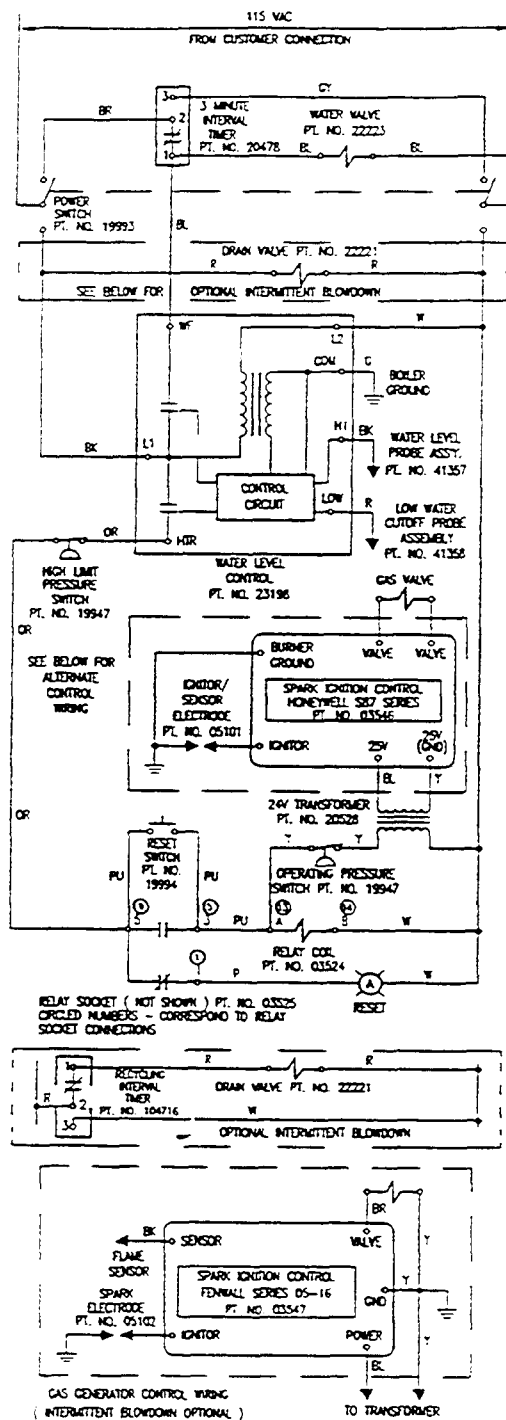 115 VAC
FROM CUSTOMER CONNECTION
3
2
1
BR
3 MINUTE
INTERVAL
TIMER
PT. NO. 20478
GY
WATER VALVE
PT. NO. 22223
BL
BL
POWER
SWITCH
PT. NO. 19993
BL
DRAIN VALVE PT. NO. 22221
R
R
SEE BELOW FOR OPTIONAL INTERMITTENT BLOWDOWN
WF
L2
W
COM
G
BOILER
GROUND
BK
L1
HI
BK
WATER LEVEL
PROBE ASSY.
PT. NO. 41357
CONTROL
CIRCUIT
LOW
R
LOW WATER
CUTOFF PROBE
ASSEMBLY
PT. NO. 41358
OR
HTR
WATER LEVEL
CONTROL
PT. NO. 23198
HIGH LIMIT
PRESSURE
SWITCH
PT. NO. 19947
OR
GAS VALVE
SEE BELOW FOR
ALTERNATE
CONTROL
WIRING
BURNER
GROUND
VALVE
VALVE
IGNITOR/
SENSOR
ELECTRODE
PT. NO. 05101
SPARK IGNITION CONTROL
HONEYWELL S87 SERIES
PT. NO. 03546
IGNITOR
25V
25V
(GND)
BL
Y
24V TRANSFORMER
PT. NO. 20528
OR
RESET
SWITCH
PT. NO.
19994
PU
PU
Y
Y
OPERATING PRESSURE
SWITCH PT. NO. 19947
PU
A
B
W
RELAY COIL
PT. NO. 03524
1
P
A
W
RESET
RELAY SOCKET ( NOT SHOWN ) PT. NO. 03525
CIRCLED NUMBERS - CORRESPOND TO RELAY
SOCKET CONNECTIONS
1
2
3
R
RECYCLING
INTERVAL
TIMER
PT. NO. 104716
R
R
DRAIN VALVE PT. NO. 22221
W
OPTIONAL INTERMITTENT BLOWDOWN
BK
SENSOR
FLAME
SENSOR
BR
VALVE
Y
SPARK IGNITION CONTROL
FENWALL SERIES 05-16
PT NO. 03547
Y
GND
SPARK
ELECTRODE
PT. NO. 05102
IGNITOR
POWER
BL
Y
GAS GENERATOR CONTROL WIRING
( INTERMITTENT BLOWDOWN OPTIONAL )
TO TRANSFORMER